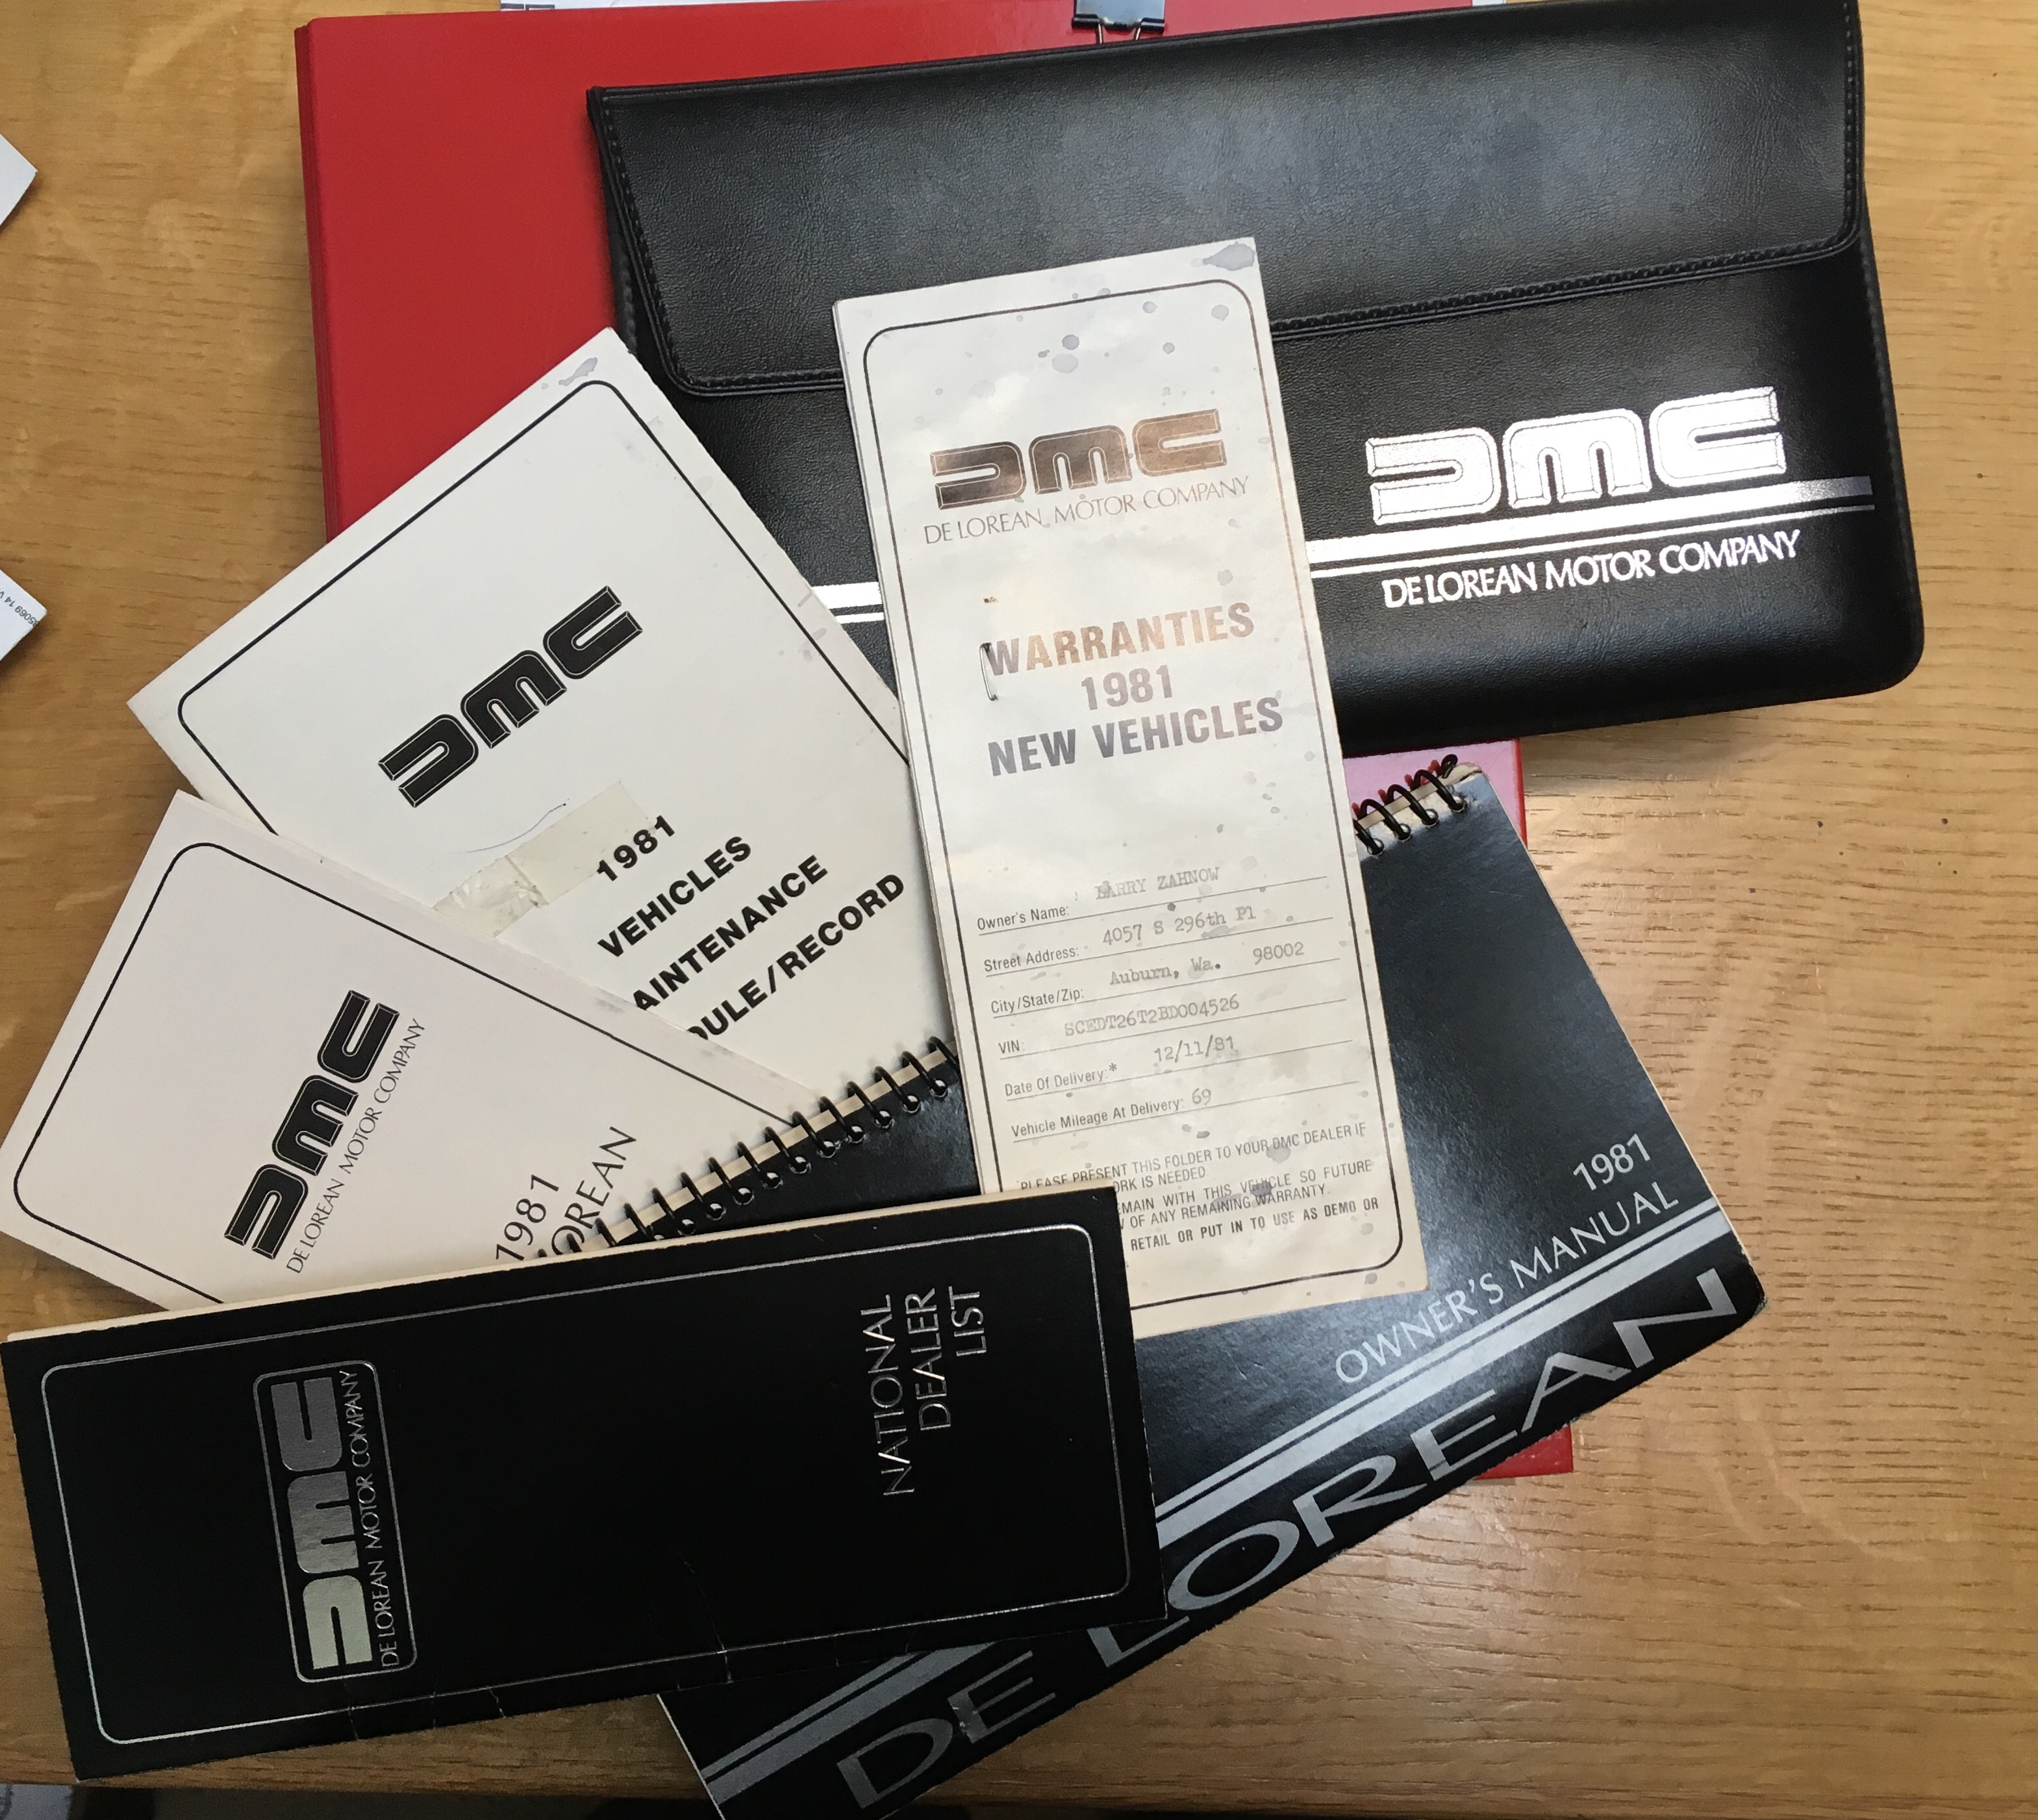 DMC
DE LOREAN MOTOR COMPANY
DMC
DE LOREAN MOTOR COMPANY
WARRANTIES
1981
NEW VEHICLES
Owner's Name: LARRY ZAHNOW
Street Address: 4057 S 296th Pl
City/State/Zip: Auburn, Wa. 98002
VIN: SCEDT26T2BD004526
Date Of Delivery:* 12/11/81
Vehicle Mileage At Delivery: 69
PLEASE PRESENT THIS FOLDER TO YOUR DMC DEALER IF
ORK IS NEEDED
EMAIN WITH THIS VEHICLE SO FUTURE
OF ANY REMAINING WARRANTY.
RETAIL OR PUT IN TO USE AS DEMO OR
DMC
1981
VEHICLES
AINTENANCE
DULE/RECORD
DMC
DE LOREAN MOTOR COMPANY
1981
LOREAN
DMC
DE LOREAN MOTOR COMPANY
NATIONAL
DEALER
LIST
1981
OWNER'S MANUAL
DE LOREAN